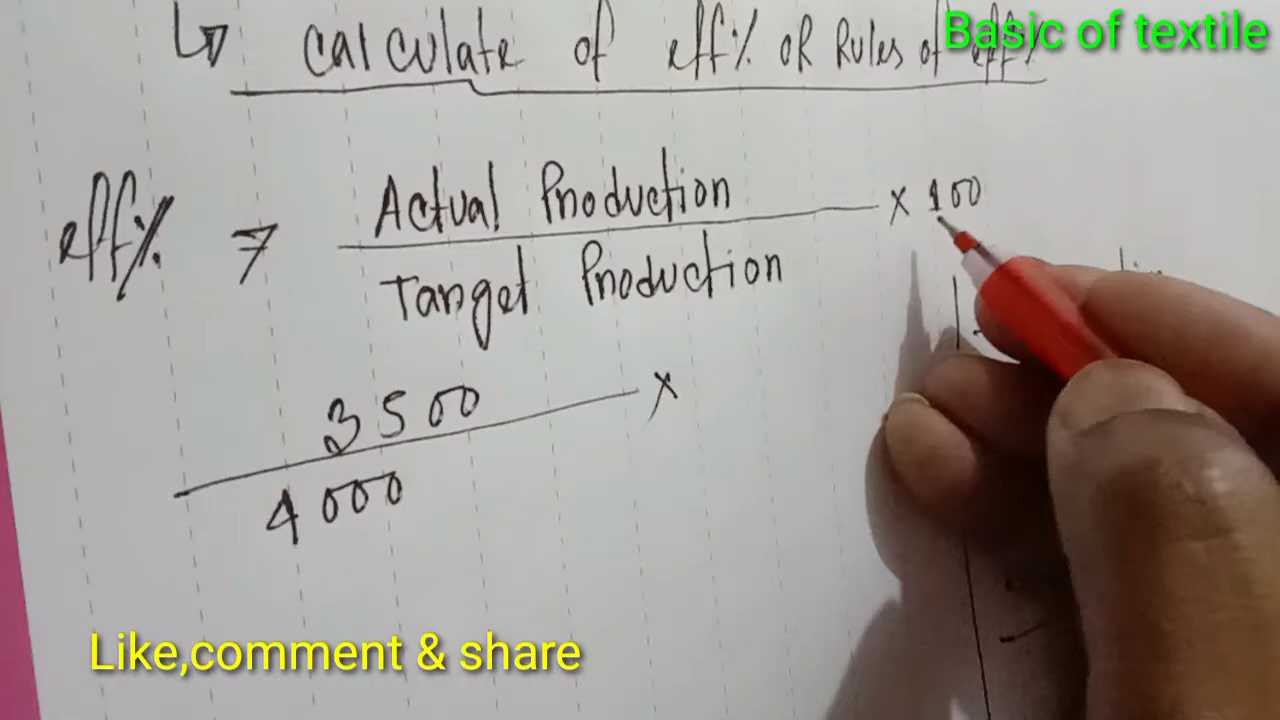 ↳ calculate of eff% OR Rules of eff%
Basic of textile
eff% ⇒ Actual Production × 100
Target Production
3500 ×
4000
Like,comment & share